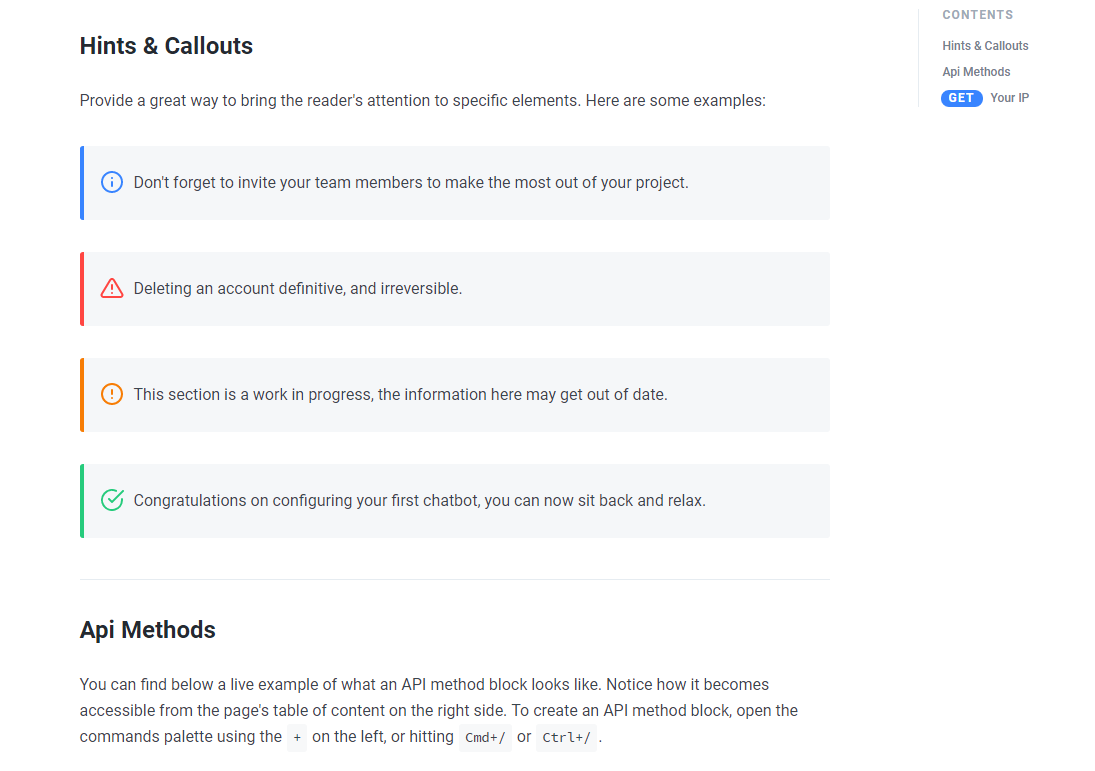 Hints & Callouts
Provide a great way to bring the reader's attention to specific elements. Here are some examples:
Don't forget to invite your team members to make the most out of your project.
Deleting an account definitive, and irreversible.
This section is a work in progress, the information here may get out of date.
Congratulations on configuring your first chatbot, you can now sit back and relax.
Api Methods
You can find below a live example of what an API method block looks like. Notice how it becomes
accessible from the page's table of content on the right side. To create an API method block, open the
commands palette using the + on the left, or hitting Cmd+/ or Ctrl+/ .
CONTENTS
Hints & Callouts
Api Methods
GET Your IP